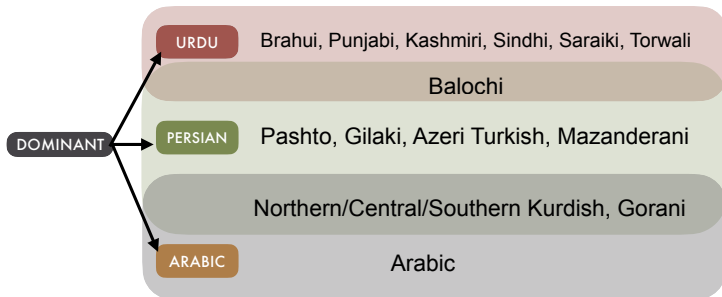 URDU Brahui, Punjabi, Kashmiri, Sindhi, Saraiki, Torwali
Balochi
DOMINANT
PERSIAN Pashto, Gilaki, Azeri Turkish, Mazanderani
Northern/Central/Southern Kurdish, Gorani
ARABIC Arabic